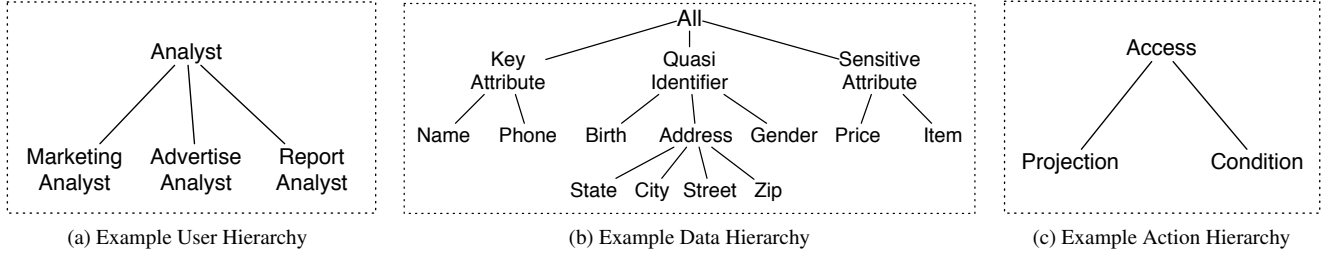 Analyst
Marketing Analyst
Advertise Analyst
Report Analyst
(a) Example User Hierarchy
All
Key Attribute
Quasi Identifier
Sensitive Attribute
Name Phone Birth Address Gender Price Item
State City Street Zip
(b) Example Data Hierarchy
Access
Projection Condition
(c) Example Action Hierarchy